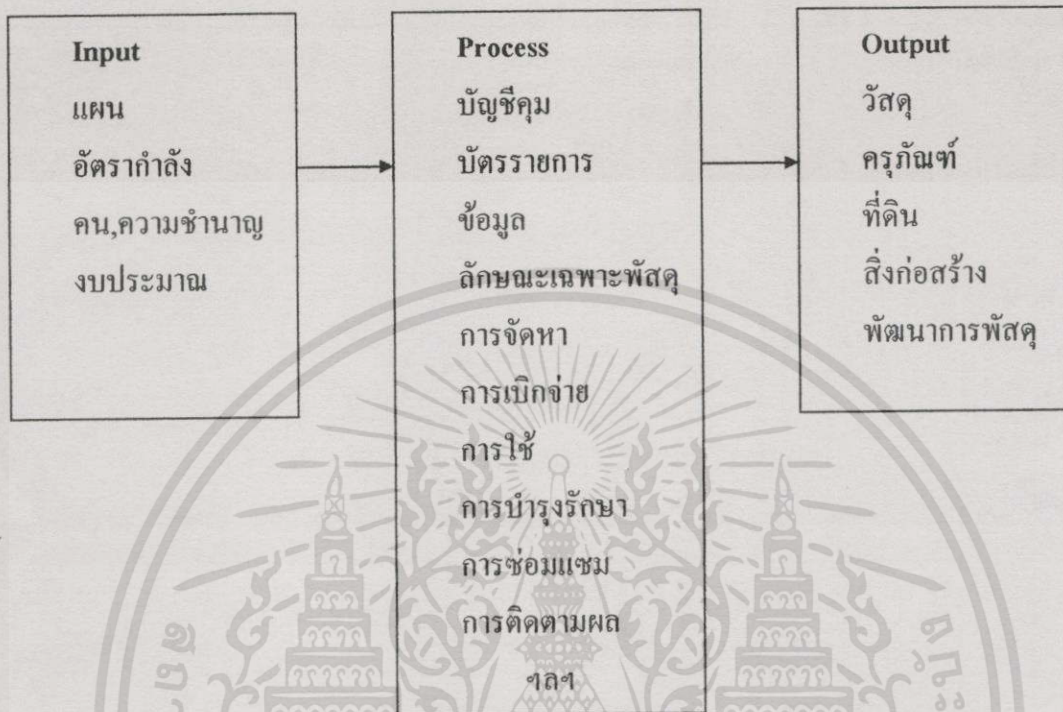 Input
แผน
อัตรากำลัง
คน,ความชำนาญ
งบประมาณ
Process
บัญชีคุม
บัตรรายการ
ข้อมูล
ลักษณะเฉพาะพัสดุ
การจัดหา
การเบิกจ่าย
การใช้
การบำรุงรักษา
การซ่อมแซม
การติดตามผล
ฯลฯ
Output
วัสดุ
ครุภัณฑ์
ที่ดิน
สิ่งก่อสร้าง
พัฒนาการพัสดุ